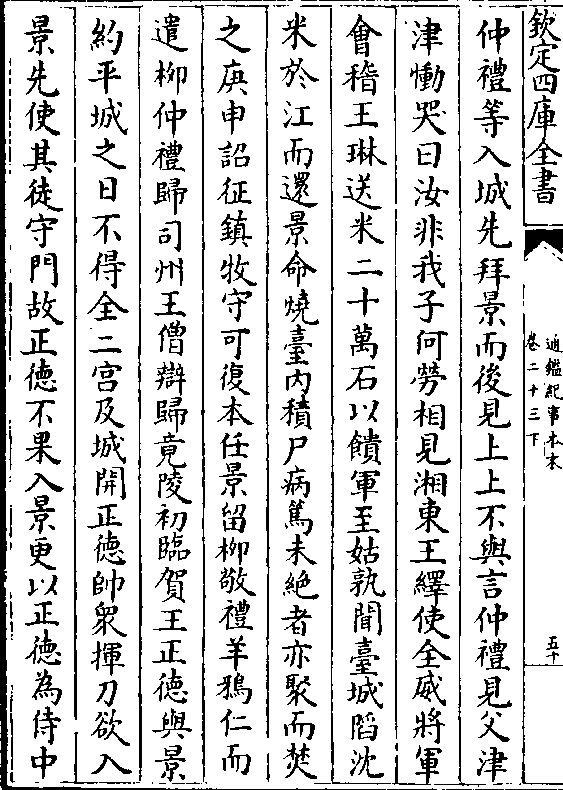 欽定四庫全書
通鑑紀事本末
卷二十三下
五十
仲禮等入城先拜景而後見上上不與言仲禮見父津
津慟哭曰汝非我子何勞相見湘東王繹使全威將軍
會稽王琳送米二十萬石以饋軍至姑孰聞臺城陷沈
米於江而還景命燒臺内積尸病篤未絶者亦聚而焚
之庚申詔征鎮牧守可復本任景留柳敬禮羊鴉仁而
遣柳仲禮歸司州王僧辯歸竟陵初臨賀王正德與景
約平城之日不得全二宫及城開正德帥衆揮刀欲入
景先使其徒守門故正德不果入景更以正德為侍中